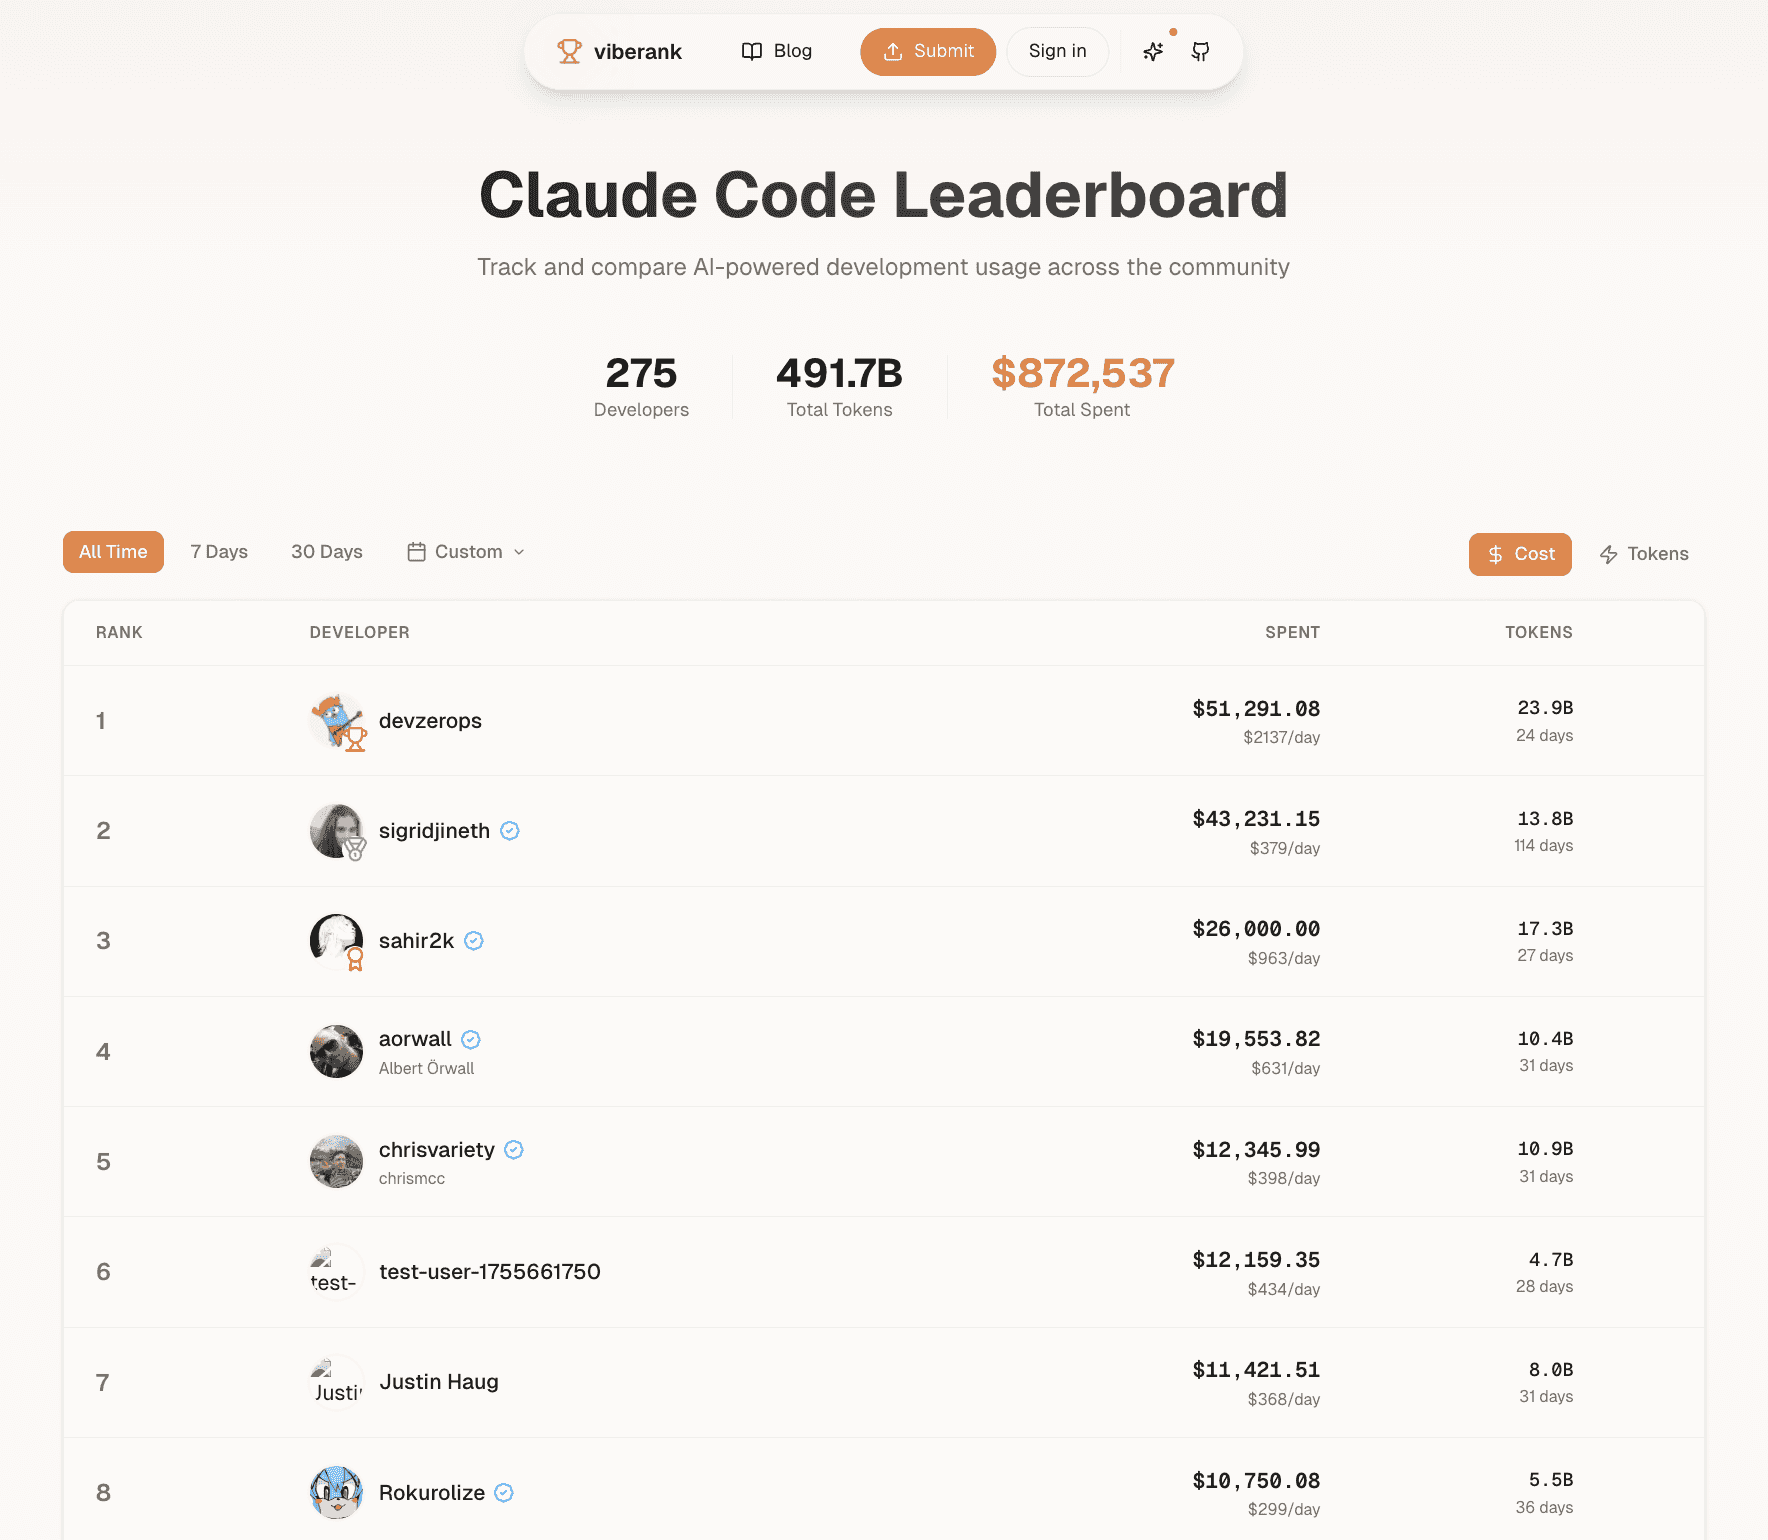 viberank
Blog
Submit
Sign in
Claude Code Leaderboard
Track and compare AI-powered development usage across the community
275
Developers
491.7B
Total Tokens
$872,537
Total Spent
All Time
7 Days
30 Days
Custom
Cost
Tokens
RANK
DEVELOPER
SPENT
TOKENS
1
devzerops
$51,291.08
$2137/day
23.9B
24 days
2
sigridjineth
$43,231.15
$379/day
13.8B
114 days
3
sahir2k
$26,000.00
$963/day
17.3B
27 days
4
aorwall
Albert Örwall
$19,553.82
$631/day
10.4B
31 days
5
chrisvariety
chrismcc
$12,345.99
$398/day
10.9B
31 days
6
test-
test-user-1755661750
$12,159.35
$434/day
4.7B
28 days
7
Justi
Justin Haug
$11,421.51
$368/day
8.0B
31 days
8
Rokurolize
$10,750.08
$299/day
5.5B
36 days